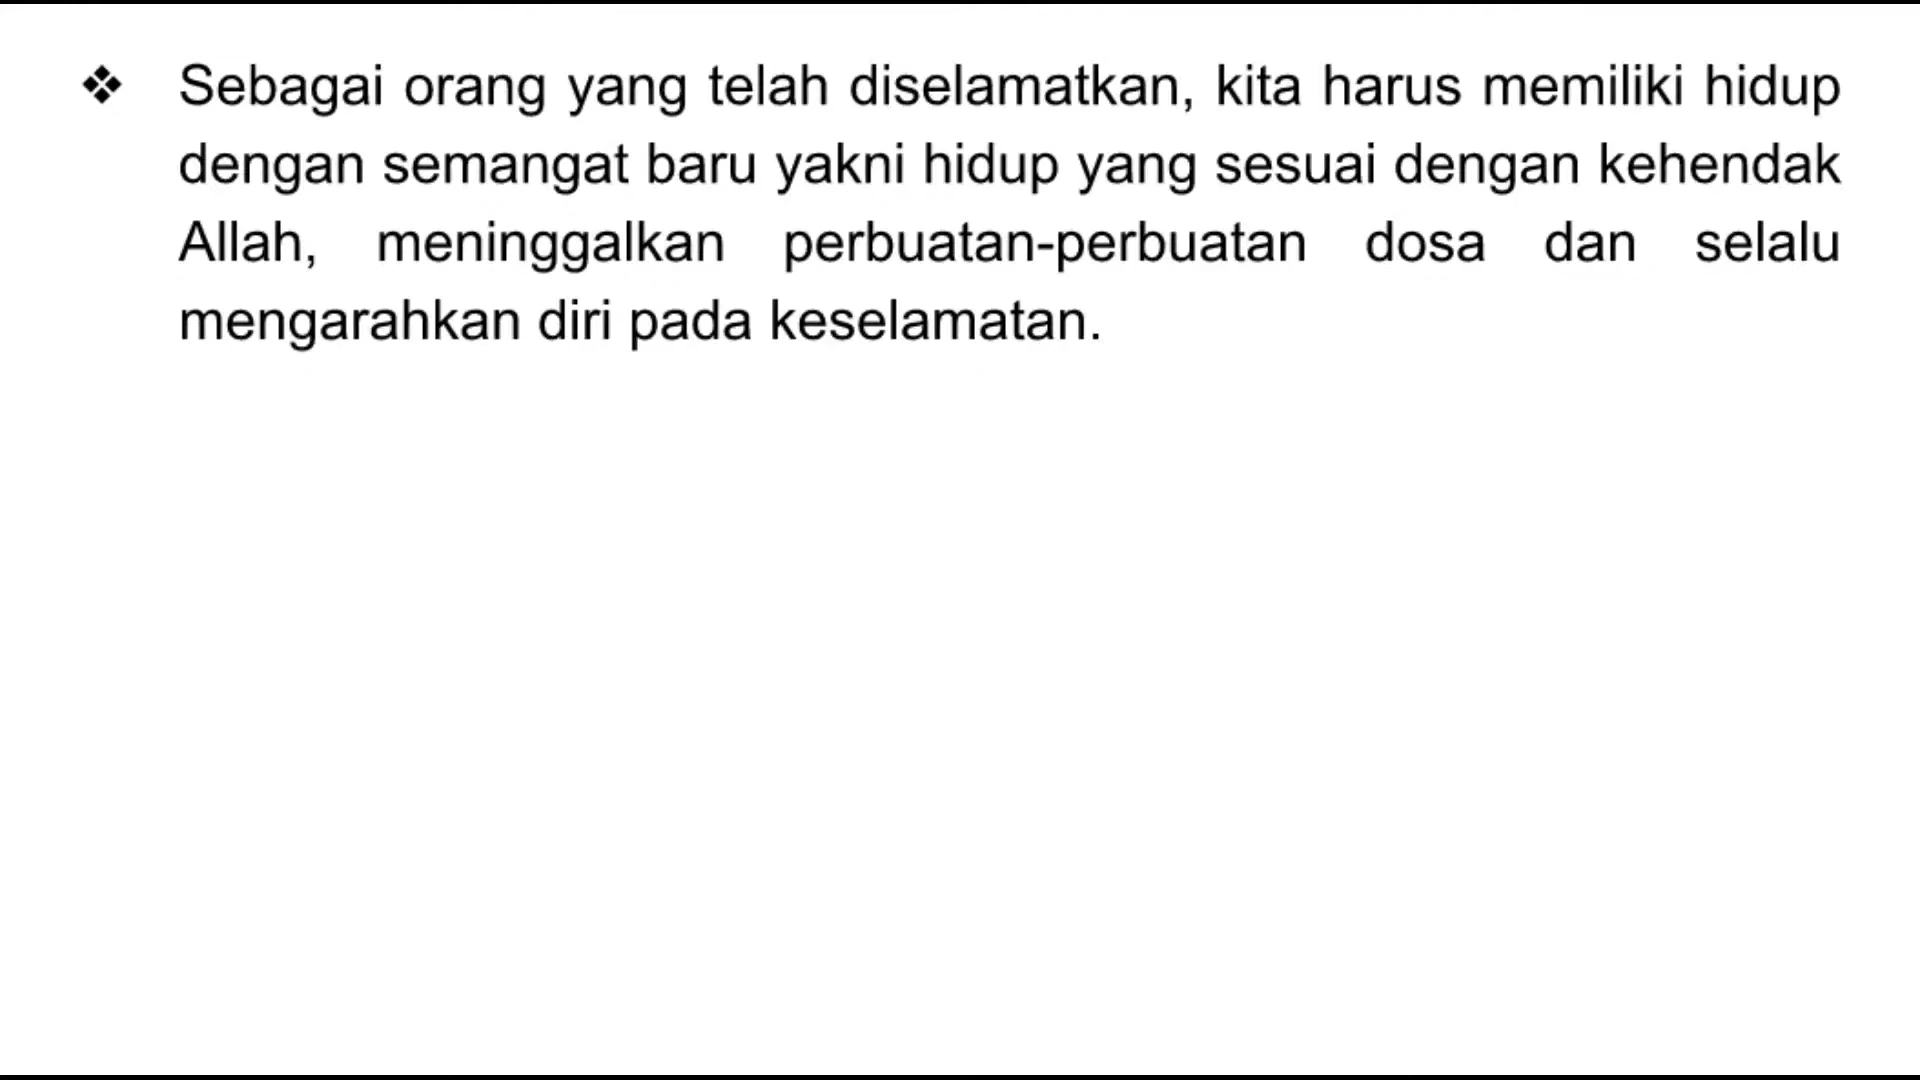 ❖ Sebagai orang yang telah diselamatkan, kita harus memiliki hidup
dengan semangat baru yakni hidup yang sesuai dengan kehendak
Allah, meninggalkan perbuatan-perbuatan dosa dan selalu
mengarahkan diri pada keselamatan.